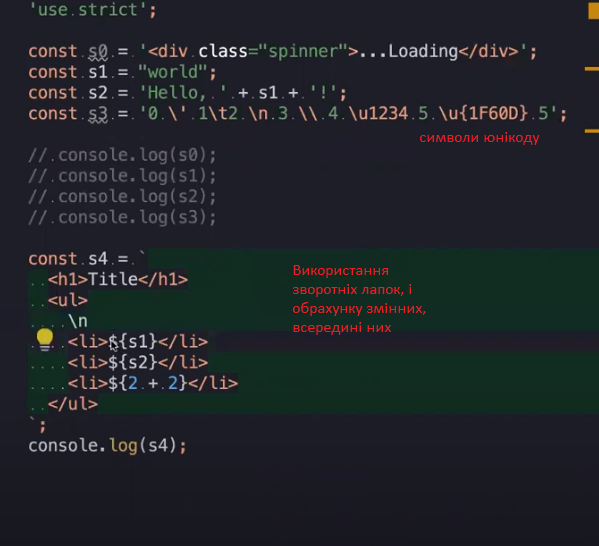 'use strict';
const s0 = '<div class="spinner">...Loading</div>';
const s1 = "world";
const s2 = 'Hello, ' + s1 + '!';
const s3 = '0 \' 1\t2 \n 3 \\ 4 \u1234 5 \u{1F60D} 5';
символи юнікоду
// console.log(s0);
// console.log(s1);
// console.log(s2);
// console.log(s3);
const s4 = `
<h1>Title</h1>
<ul>
\n
<li>${s1}</li>
<li>${s2}</li>
<li>${2 + 2}</li>
</ul>
`;
console.log(s4);
Використання
зворотніх лапок, і
обрахунку змінних,
всередині них